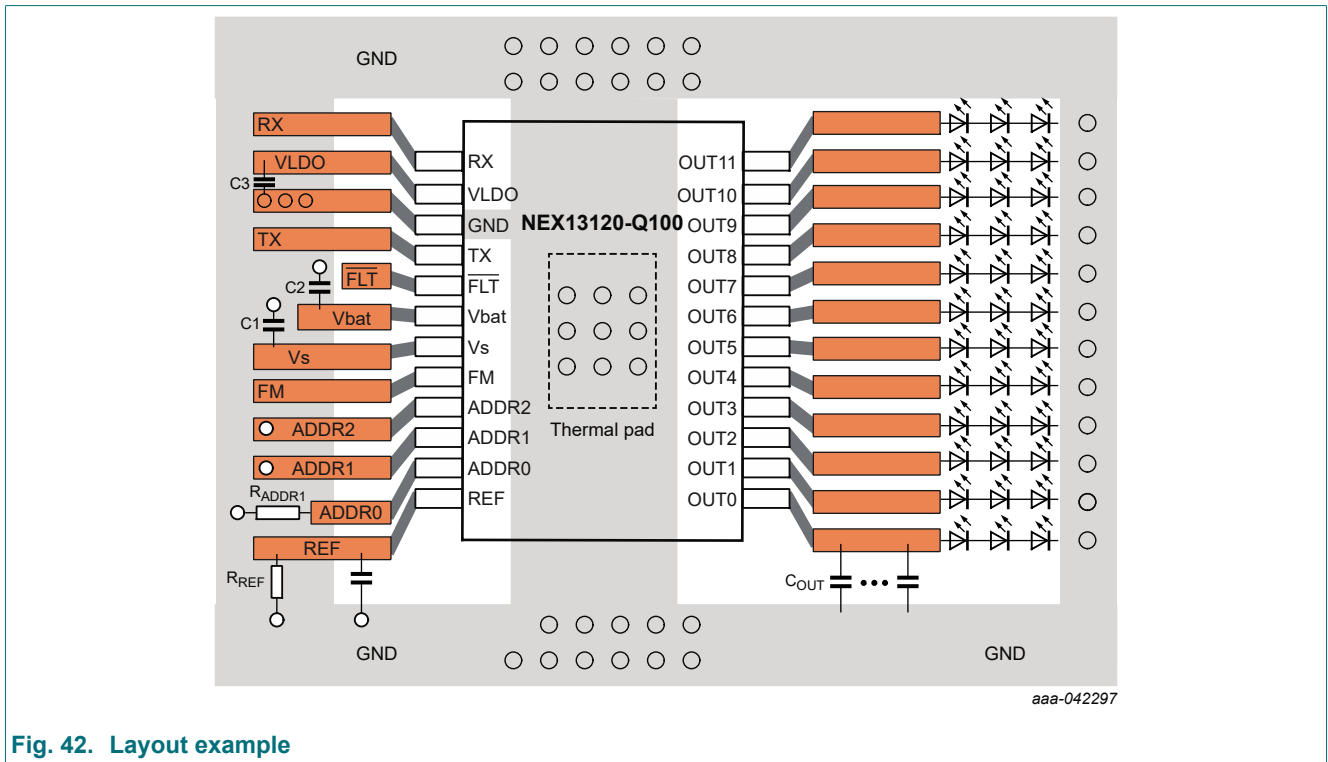 GND
RX
VLDO
C3
TX
FLT
C2
Vbat
C1
Vs
FM
ADDR2
ADDR1
RADDR1
ADDR0
REF
RREF
RX
VLDO
GND
TX
FLT
Vbat
Vs
FM
ADDR2
ADDR1
ADDR0
REF
NEX13120-Q100
Thermal pad
OUT11
OUT10
OUT9
OUT8
OUT7
OUT6
OUT5
OUT4
OUT3
OUT2
OUT1
OUT0
COUT
GND
GND
aaa-042297
Fig. 42. Layout example